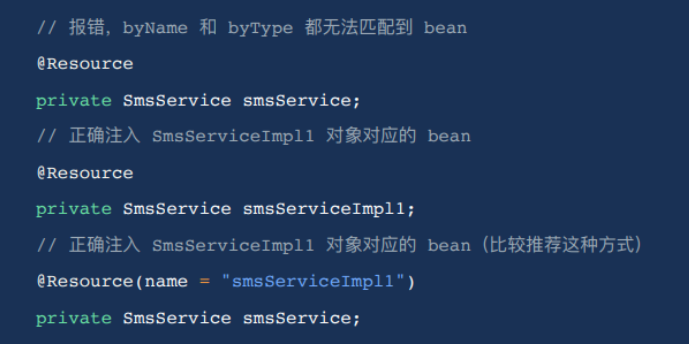 // 报错，byName 和 byType 都无法匹配到 bean
@Resource
private SmsService smsService;
// 正确注入 SmsServiceImpl1 对象对应的 bean
@Resource
private SmsService smsServiceImpl1;
// 正确注入 SmsServiceImpl1 对象对应的 bean（比较推荐这种方式）
@Resource(name = "smsServiceImpl1")
private SmsService smsService;